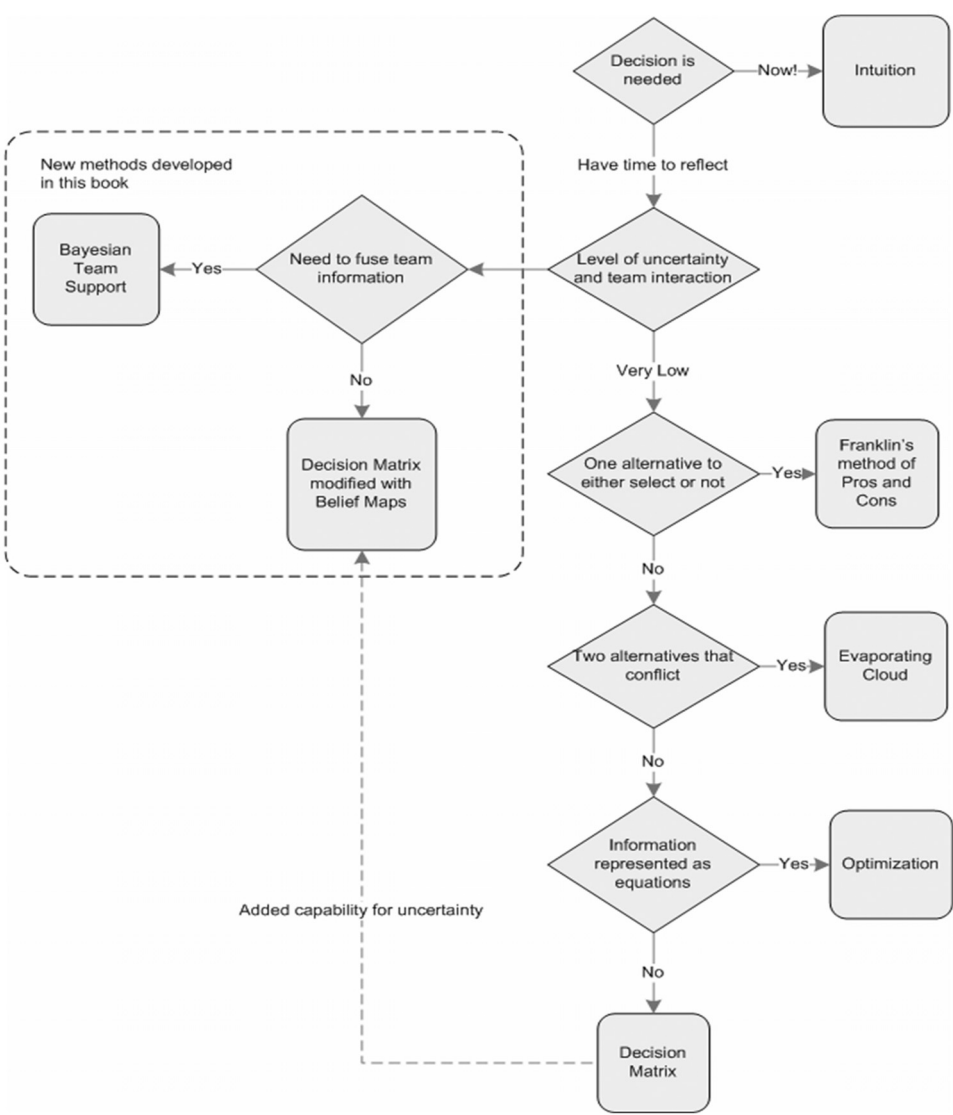 Decision is
needed
Now!
Intuition
Have time to reflect
New methods developed
in this book
Bayesian
Team
Support
Yes
Need to fuse team
information
Level of uncertainty
and team interaction
No
Very Low
Decision Matrix
modified with
Belief Maps
One alternative to
either select or not
Yes
Franklin's
method of
Pros and
Cons
No
Two alternatives that
conflict
Yes
Evaporating
Cloud
No
Information
represented as
equations
Yes
Optimization
Added capability for uncertainty
No
Decision
Matrix